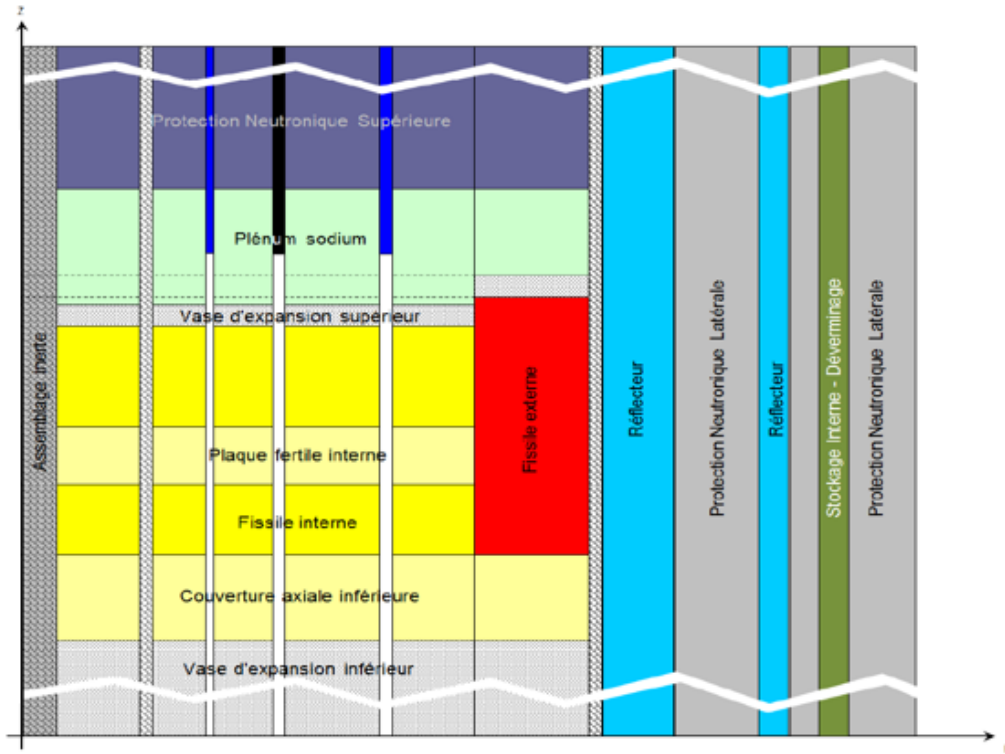 z
Protection Neutronique Supérieure
Plénum sodium
Vase d'expansion supérieur
Assemblage inerte
Plaque fertile interne
Fissile interne
Fissile externe
Couverture axiale inférieure
Vase d'expansion inférieur
Réflecteur
Protection Neutronique Latérale
Réflecteur
Stockage Interne - Déverminage
Protection Neutronique Latérale